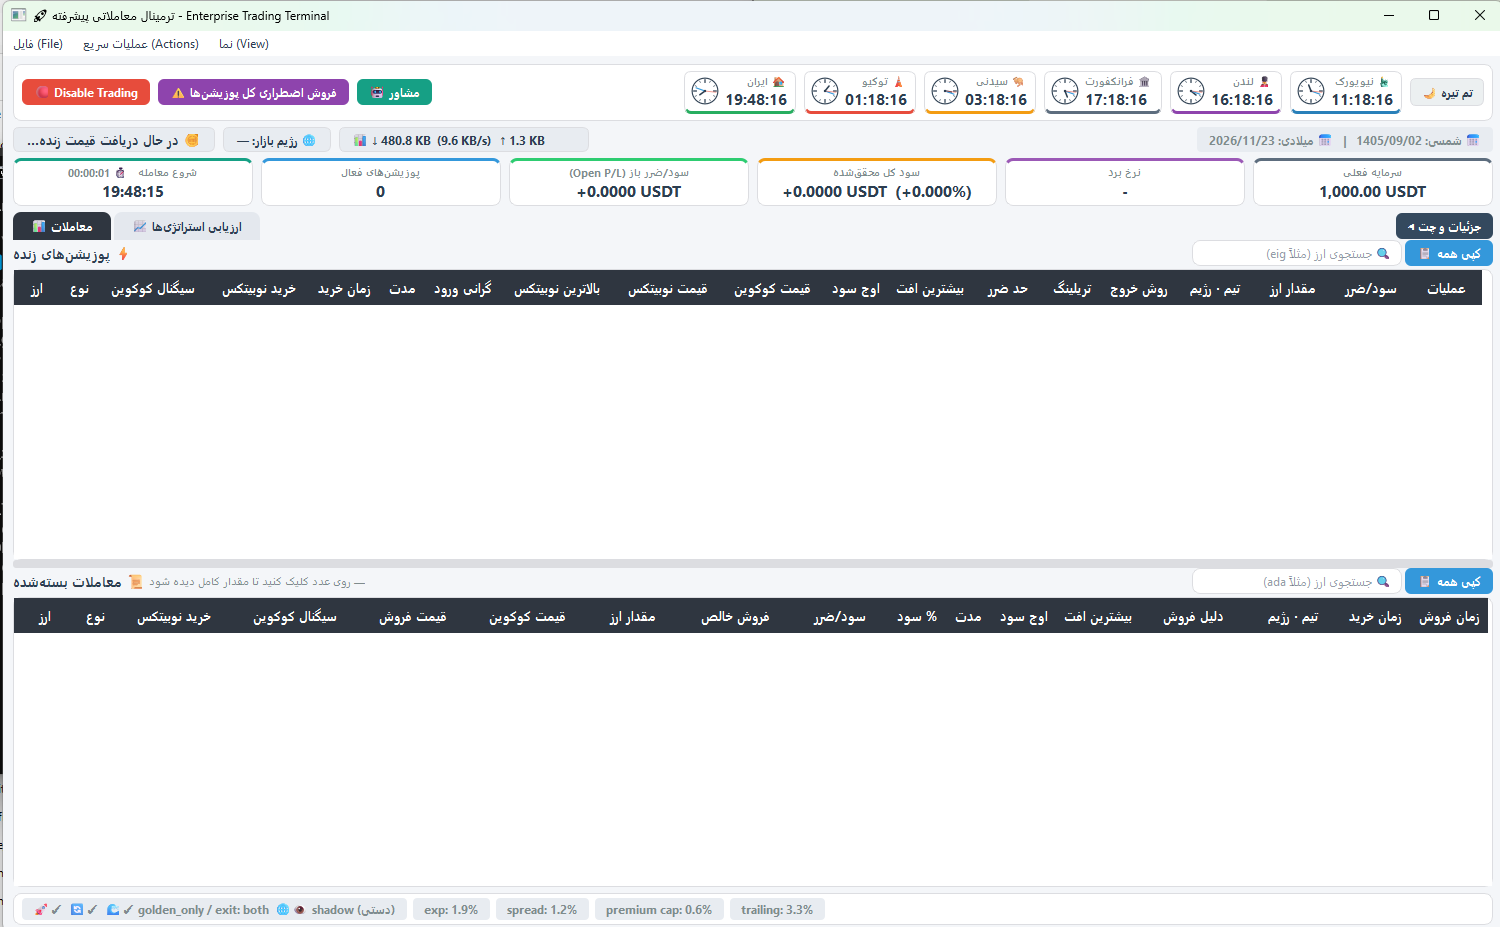 ترمینال معاملاتی پیشرفته - Enterprise Trading Terminal
فایل (File) عملیات سریع (Actions) نما (View)
Disable Trading
فروش اضطراری کل پوزیشن‌ها
مشاور
ایران
19:48:16
توکیو
01:18:16
سیدنی
03:18:16
فرانکفورت
17:18:16
لندن
16:18:16
نیویورک
11:18:16
تم تیره
در حال دریافت قیمت زنده...
رژیم بازار: —
↓ 480.8 KB (9.6 KB/s) ↑ 1.3 KB
شمسی: 1405/09/02 | میلادی: 2026/11/23
شروع معامله 00:00:01
19:48:15
پوزیشن‌های فعال
0
سود/ضرر باز (Open P/L)
+0.0000 USDT
سود کل محقق‌شده
+0.0000 USDT (+0.000%)
نرخ برد
-
سرمایه فعلی
1,000.00 USDT
معاملات
ارزیابی استراتژی‌ها
جزئیات و چت ◂
پوزیشن‌های زنده
جستجوی ارز (مثلاً eig)
کپی همه
ارز نوع سیگنال کوکوین خرید نوبیتکس زمان خرید مدت گرانی ورود بالاترین نوبیتکس قیمت نوبیتکس قیمت کوکوین اوج سود بیشترین افت حد ضرر تریلینگ روش خروج تیم · رژیم مقدار ارز سود/ضرر عملیات
معاملات بسته‌شده
— روی عدد کلیک کنید تا مقدار کامل دیده شود
جستجوی ارز (مثلاً ada)
کپی همه
ارز نوع خرید نوبیتکس سیگنال کوکوین قیمت فروش قیمت کوکوین مقدار ارز فروش خالص سود/ضرر % سود مدت اوج سود بیشترین افت دلیل فروش تیم · رژیم زمان خرید زمان فروش
✓ ✓ ✓ golden_only / exit: both shadow (دستی)
exp: 1.9%
spread: 1.2%
premium cap: 0.6%
trailing: 3.3%